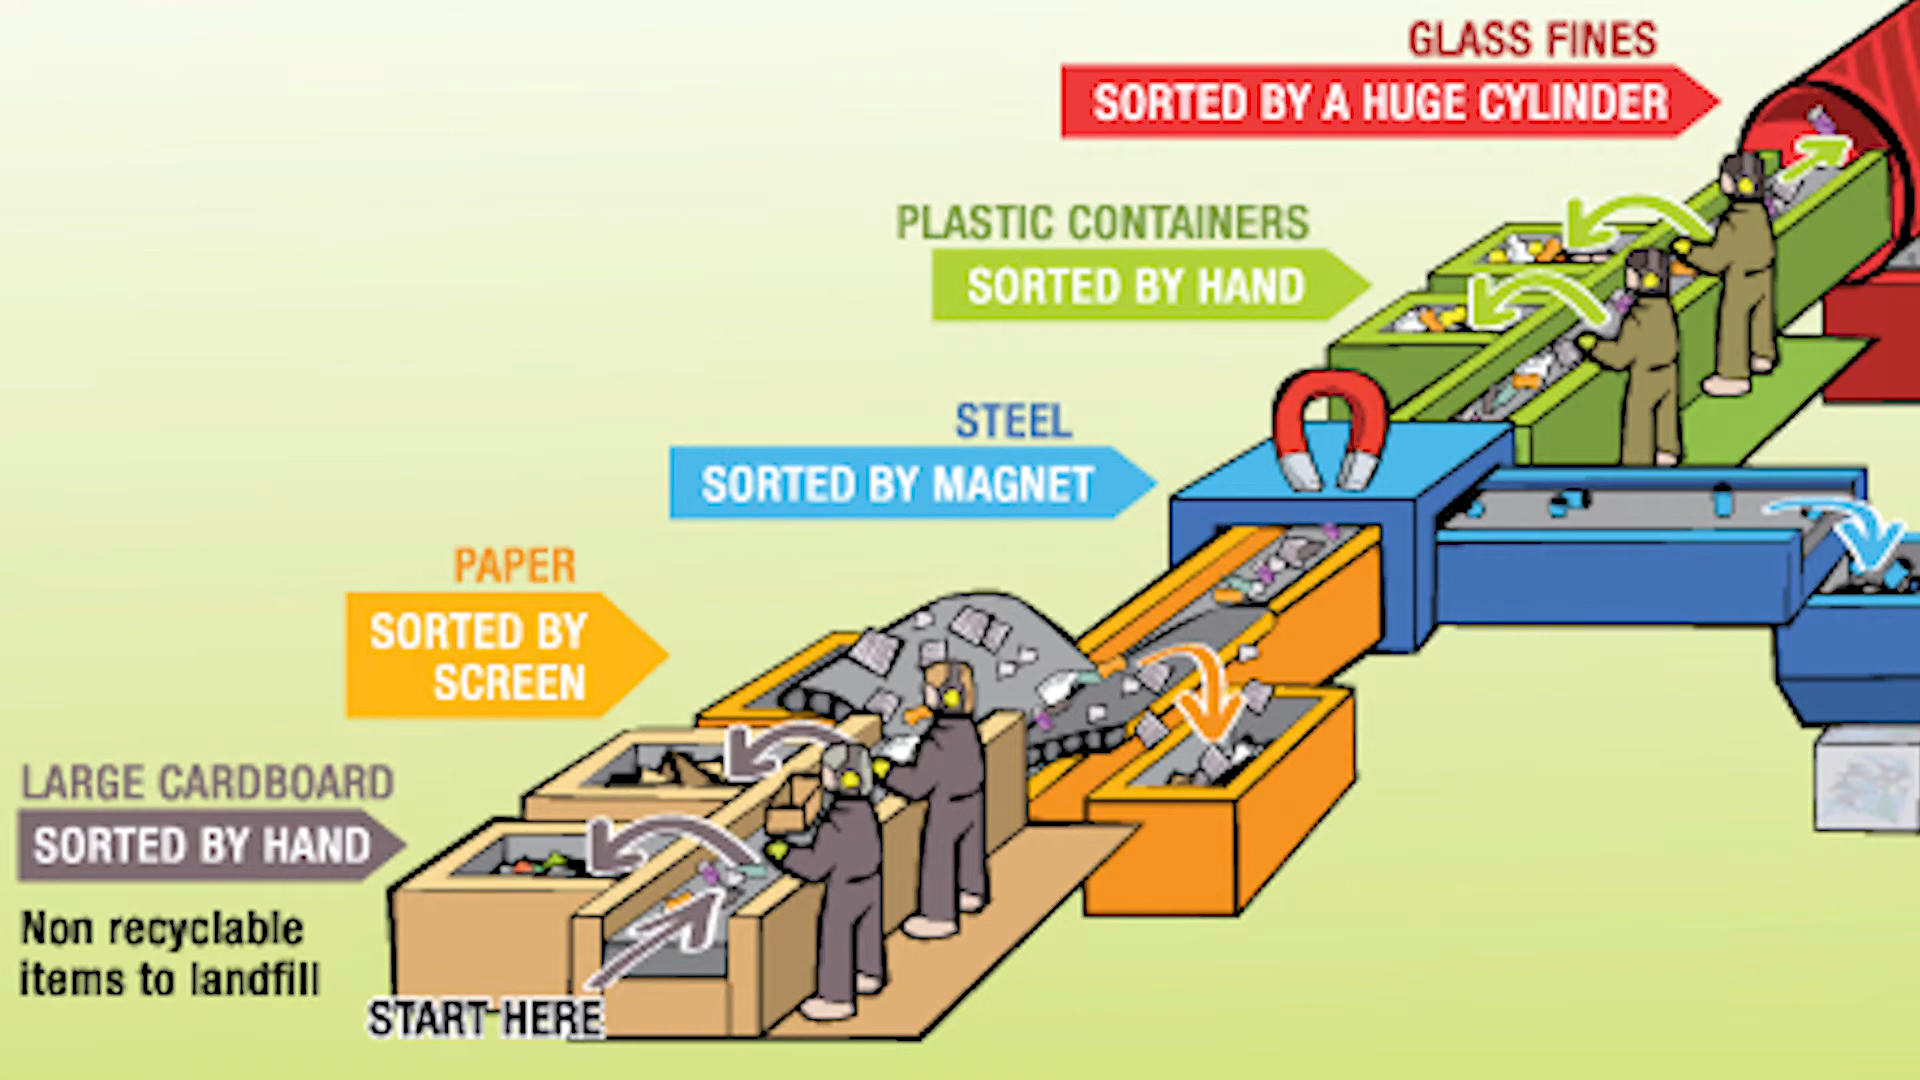 GLASS FINES
SORTED BY A HUGE CYLINDER
PLASTIC CONTAINERS
SORTED BY HAND
STEEL
SORTED BY MAGNET
PAPER
SORTED BY
SCREEN
LARGE CARDBOARD
SORTED BY HAND
Non recyclable
items to landfill
START HERE